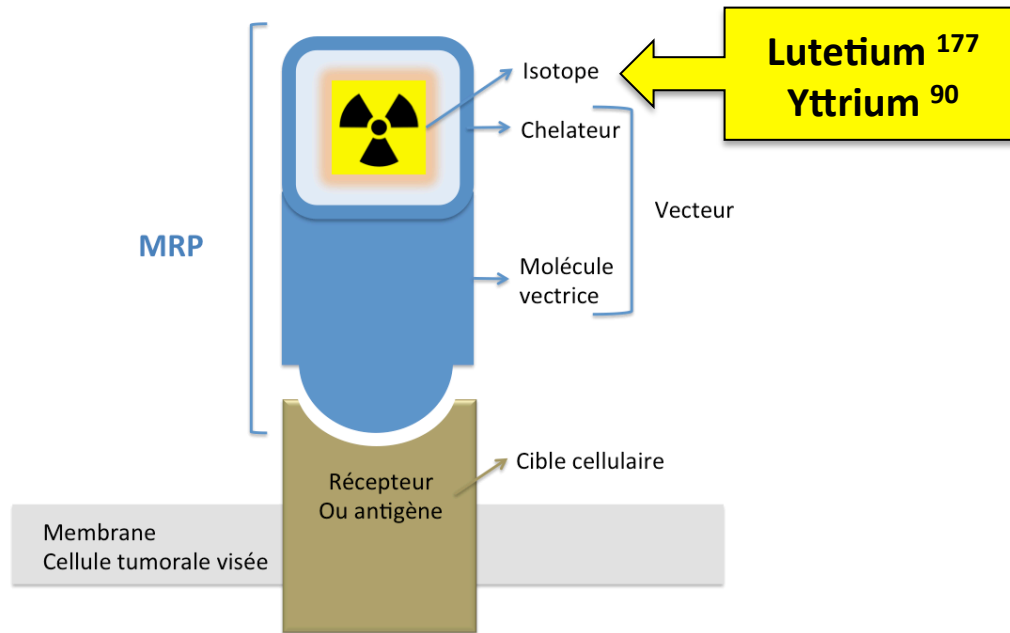 Lutetium 177
Yttrium 90
Isotope
Chelateur
Vecteur
MRP
Molécule
vectrice
Cible cellulaire
Récepteur
Ou antigène
Membrane
Cellule tumorale visée